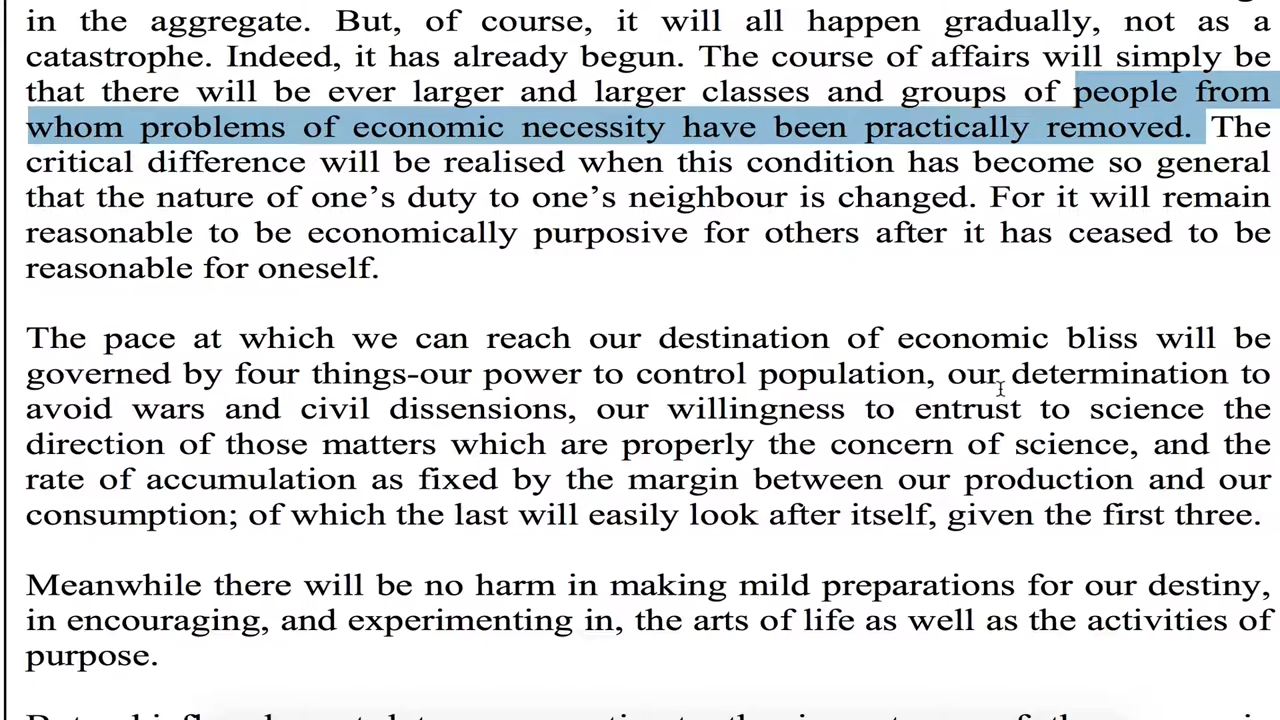 in the aggregate. But, of course, it will all happen gradually, not as a
catastrophe. Indeed, it has already begun. The course of affairs will simply be
that there will be ever larger and larger classes and groups of people from
whom problems of economic necessity have been practically removed. The
critical difference will be realised when this condition has become so general
that the nature of one’s duty to one’s neighbour is changed. For it will remain
reasonable to be economically purposive for others after it has ceased to be
reasonable for oneself.
The pace at which we can reach our destination of economic bliss will be
governed by four things-our power to control population, our determination to
avoid wars and civil dissensions, our willingness to entrust to science the
direction of those matters which are properly the concern of science, and the
rate of accumulation as fixed by the margin between our production and our
consumption; of which the last will easily look after itself, given the first three.
Meanwhile there will be no harm in making mild preparations for our destiny,
in encouraging, and experimenting in, the arts of life as well as the activities of
purpose.